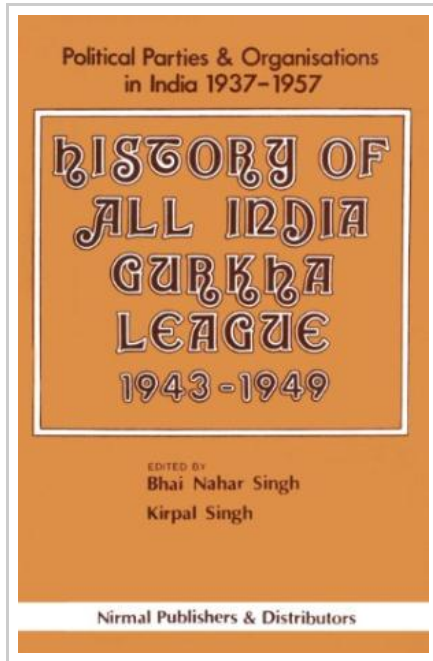 Political Parties & Organisations
in India 1937-1957
HISTORY OF
ALL INDIA
GURKHA
LEAGUE
1943-1949
EDITED BY
Bhai Nahar Singh
Kirpal Singh
Nirmal Publishers & Distributors